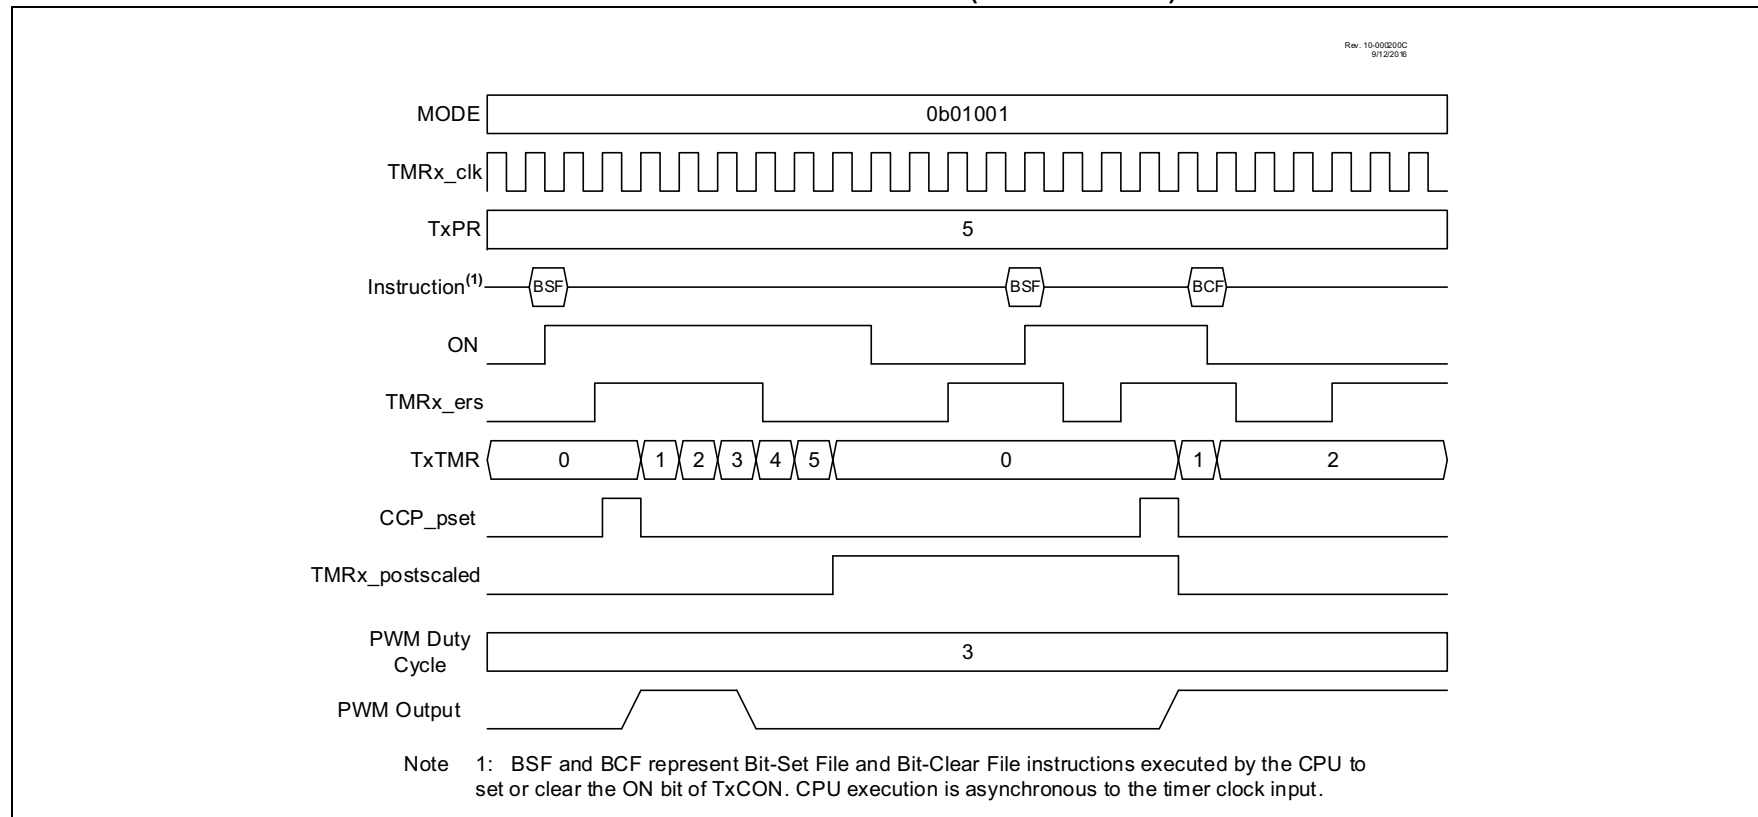 Rev. 10-000200C
9/12/2016
MODE 0b01001
TMRx_clk
TxPR 5
Instruction(1) BSF BSF BCF
ON
TMRx_ers
TxTMR 0 1 2 3 4 5 0 1 2
CCP_pset
TMRx_postscaled
PWM Duty
Cycle 3
PWM Output
Note 1: BSF and BCF represent Bit-Set File and Bit-Clear File instructions executed by the CPU to
set or clear the ON bit of TxCON. CPU execution is asynchronous to the timer clock input.